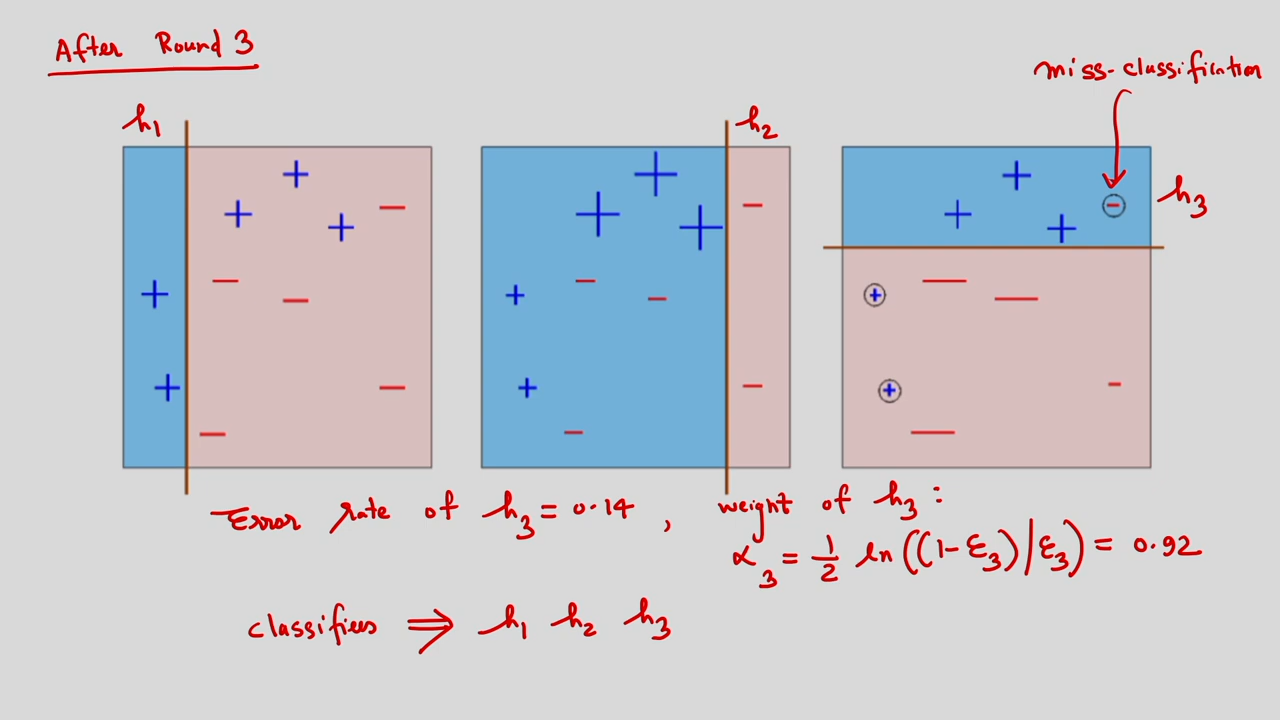 After Round 3
miss-classification
h₁
h₂
h₃
Error rate of h₃ = 0.14 , weight of h₃ :
α₃ = 1/2 ln((1-ε₃)|ε₃) = 0.92
classifiers ⇒ h₁ h₂ h₃